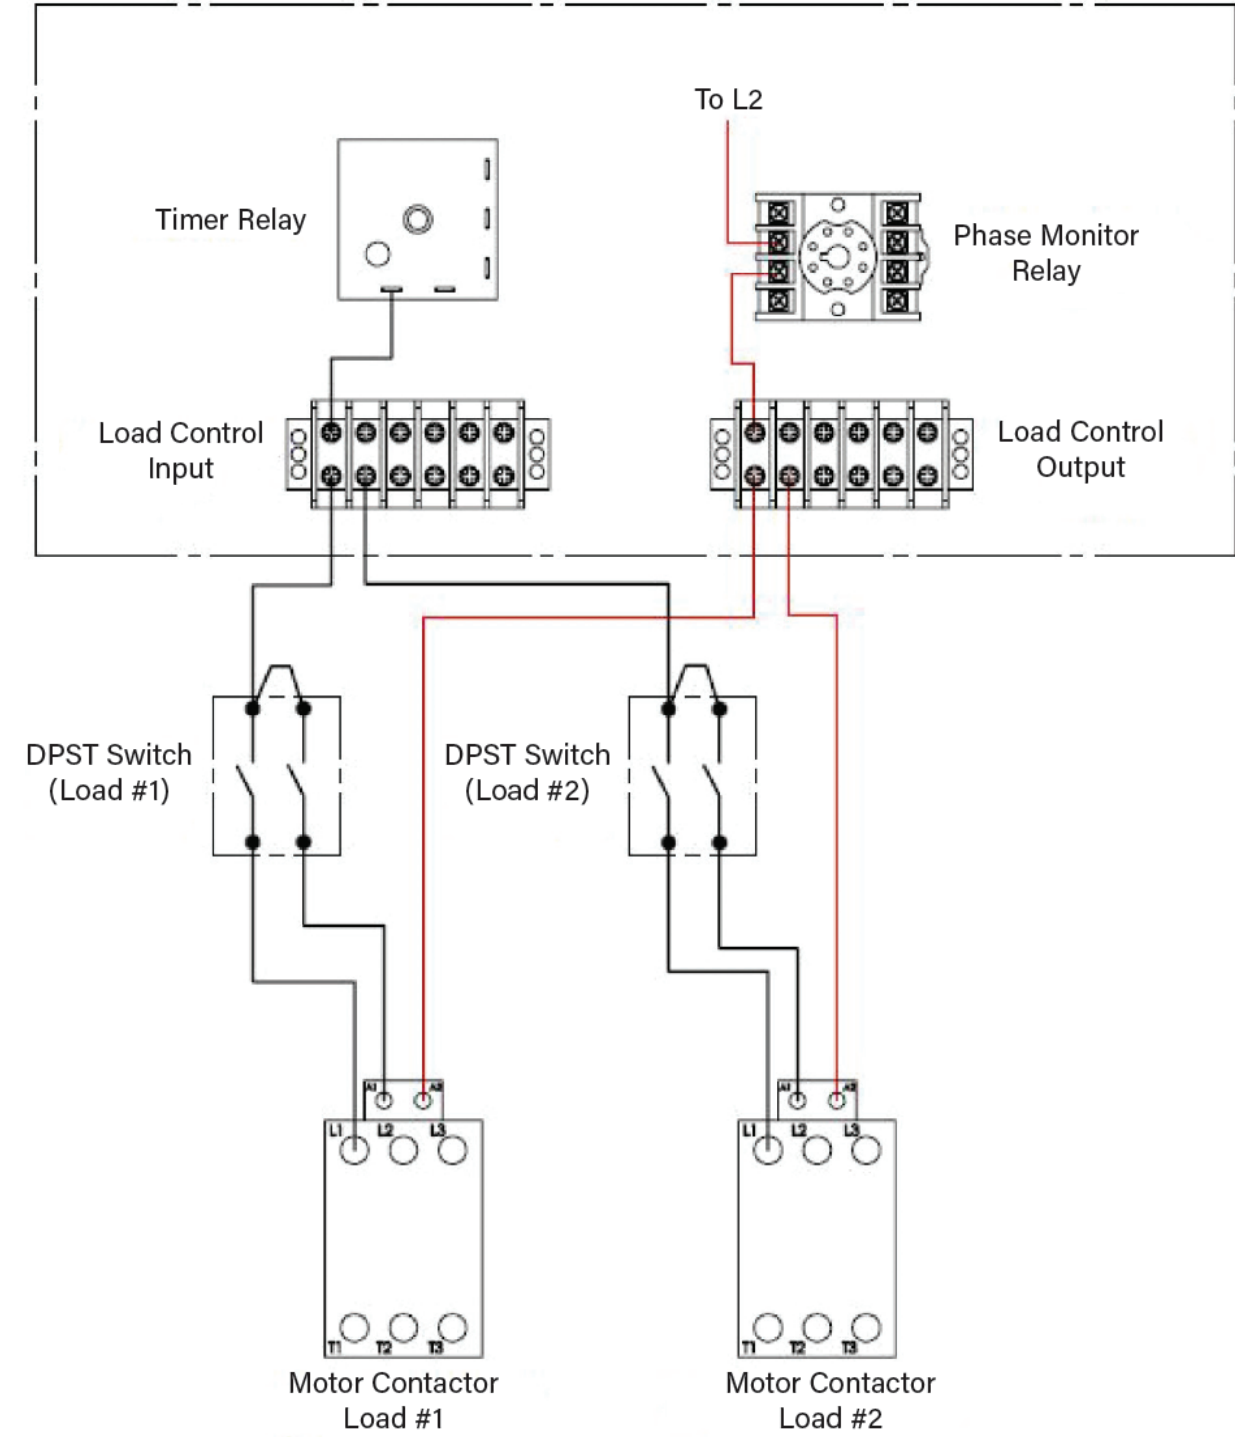 To L2
Timer Relay
Phase Monitor
Relay
Load Control
Input
Load Control
Output
DPST Switch
(Load #1)
DPST Switch
(Load #2)
A1 A2
L1 L2 L3
T1 T2 T3
A1 A2
L1 L2 L3
T1 T2 T3
Motor Contactor
Load #1
Motor Contactor
Load #2